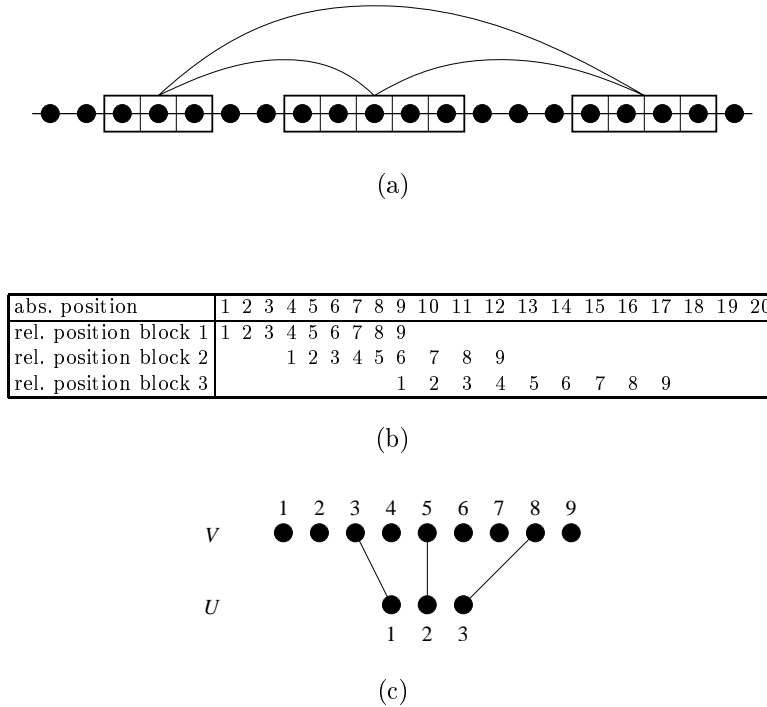 (a)
abs. position 1 2 3 4 5 6 7 8 9 10 11 12 13 14 15 16 17 18 19 20
rel. position block 1 1 2 3 4 5 6 7 8 9
rel. position block 2 1 2 3 4 5 6 7 8 9
rel. position block 3 1 2 3 4 5 6 7 8 9
(b)
1 2 3 4 5 6 7 8 9
V
U
1 2 3
(c)